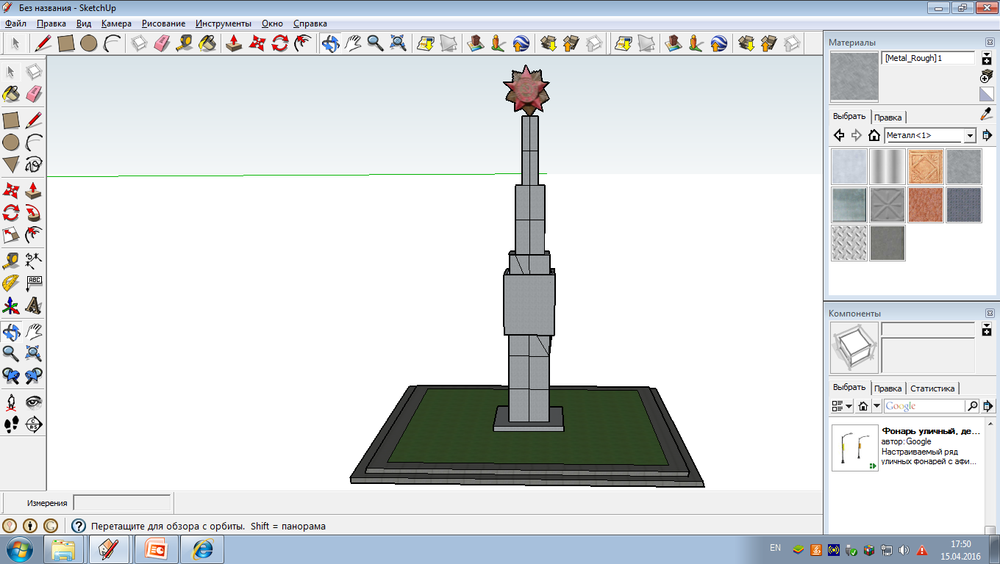 Без названия - SketchUp
Файл Правка Вид Камера Рисование Инструменты Окно Справка
Материалы
[Metal_Rough]1
Выбрать Правка
Металл<1>
ABC
A
Компоненты
Выбрать Правка Статистика
Google
Фонарь уличный, де...
автор: Google
Настраиваемый ряд
уличных фонарей с афи...
Измерения
Перетащите для обзора с орбиты. Shift = панорама
EN
17:50
15.04.2016